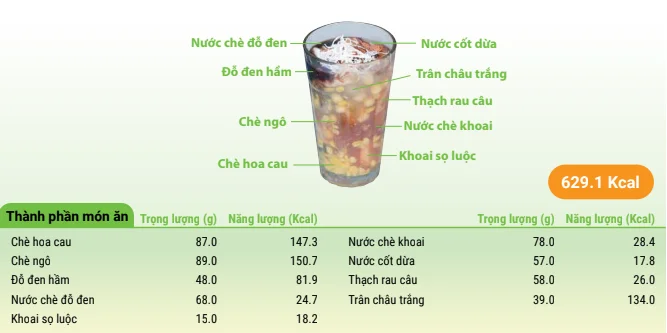 Nước chè đỗ đen
Nước cốt dừa
Đỗ đen hầm
Trân châu trắng
Thạch rau câu
Chè ngô
Nước chè khoai
Khoai sọ luộc
Chè hoa cau
629.1 Kcal
Thành phần món ăn Trọng lượng (g) Năng lượng (Kcal) Trọng lượng (g) Năng lượng (Kcal)
Chè hoa cau 87.0 147.3 Nước chè khoai 78.0 28.4
Chè ngô 89.0 150.7 Nước cốt dừa 57.0 17.8
Đỗ đen hầm 48.0 81.9 Thạch rau câu 58.0 26.0
Nước chè đỗ đen 68.0 24.7 Trân châu trắng 39.0 134.0
Khoai sọ luộc 15.0 18.2